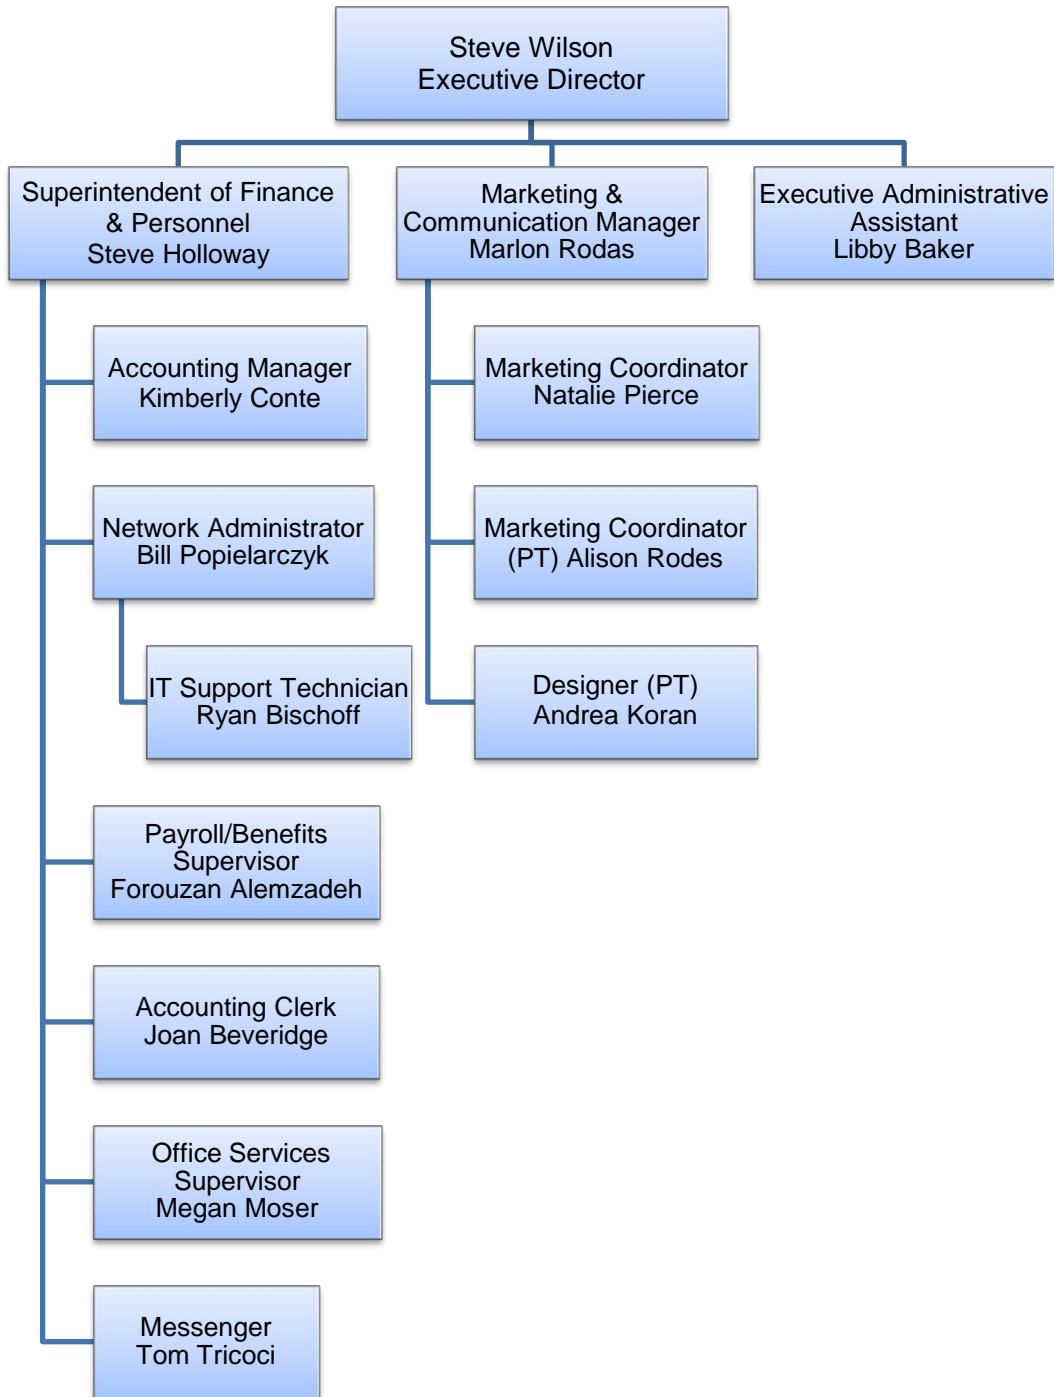 Steve Wilson
Executive Director
Superintendent of Finance
& Personnel
Steve Holloway
Marketing &
Communication Manager
Marlon Rodas
Executive Administrative
Assistant
Libby Baker
Accounting Manager
Kimberly Conte
Network Administrator
Bill Popielarczyk
IT Support Technician
Ryan Bischoff
Payroll/Benefits
Supervisor
Forouzan Alemzadeh
Accounting Clerk
Joan Beveridge
Office Services
Supervisor
Megan Moser
Messenger
Tom Tricoci
Marketing Coordinator
Natalie Pierce
Marketing Coordinator
(PT) Alison Rodes
Designer (PT)
Andrea Koran